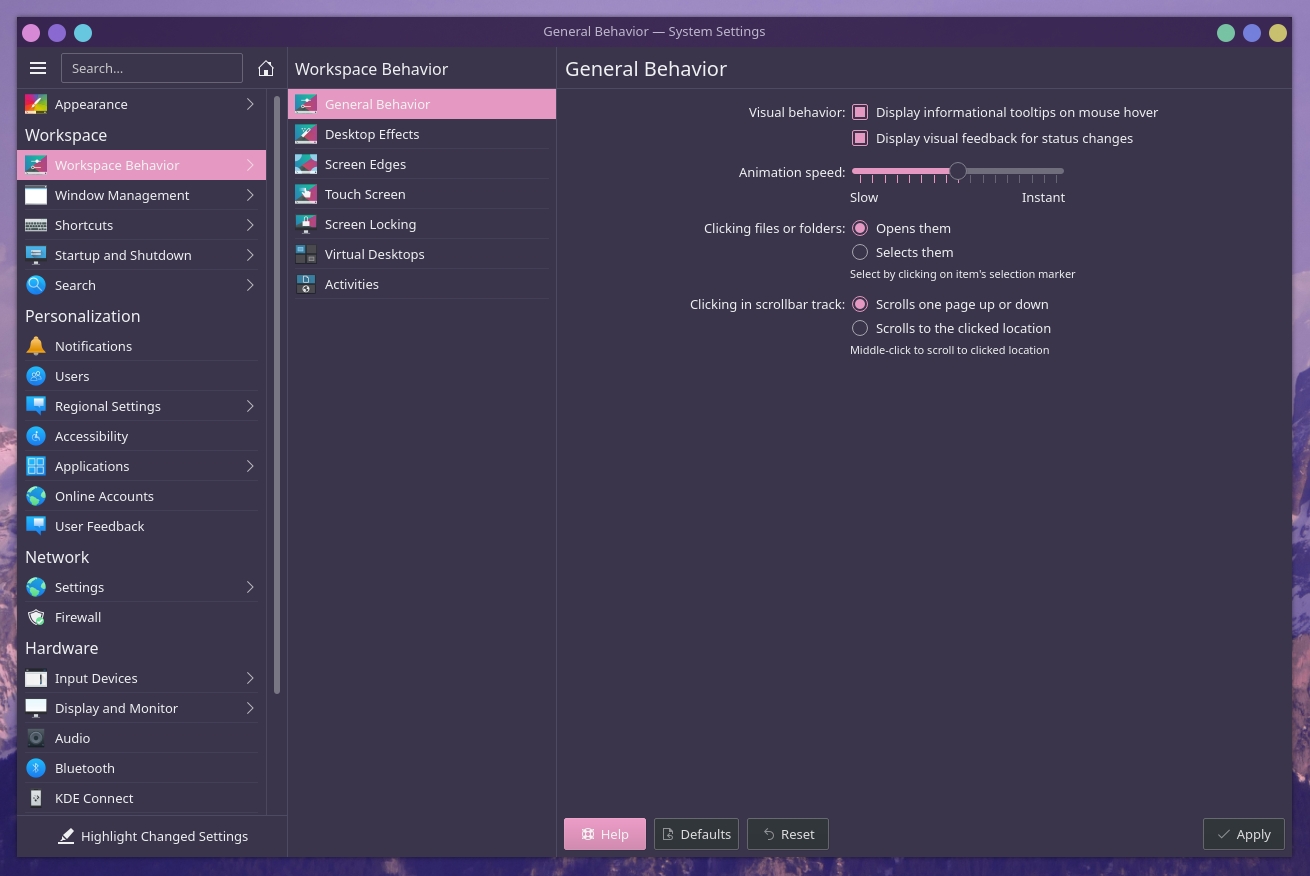 General Behavior — System Settings
Search...
Appearance
Workspace
Workspace Behavior
Window Management
Shortcuts
Startup and Shutdown
Search
Personalization
Notifications
Users
Regional Settings
Accessibility
Applications
Online Accounts
User Feedback
Network
Settings
Firewall
Hardware
Input Devices
Display and Monitor
Audio
Bluetooth
KDE Connect
Highlight Changed Settings
Workspace Behavior
General Behavior
Desktop Effects
Screen Edges
Touch Screen
Screen Locking
Virtual Desktops
Activities
General Behavior
Visual behavior: Display informational tooltips on mouse hover
Display visual feedback for status changes
Animation speed:
Slow Instant
Clicking files or folders: Opens them
Selects them
Select by clicking on item's selection marker
Clicking in scrollbar track: Scrolls one page up or down
Scrolls to the clicked location
Middle-click to scroll to clicked location
Help Defaults Reset Apply